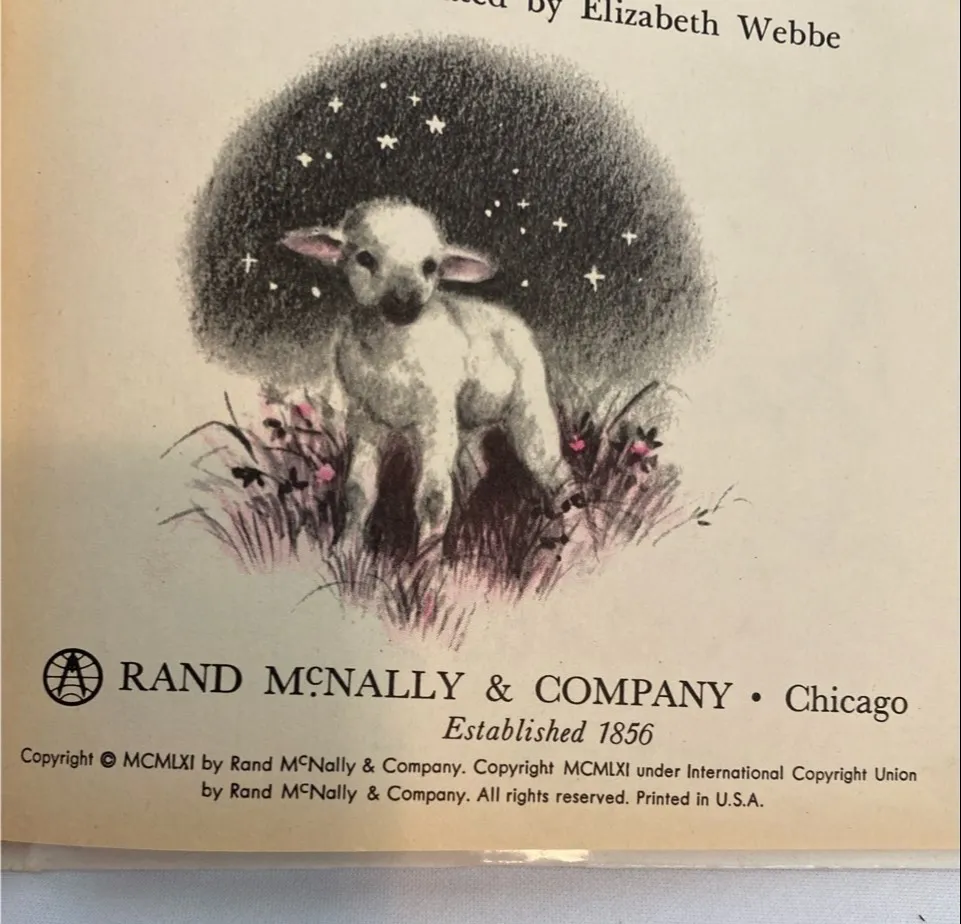 by Elizabeth Webbe
RAND McNALLY & COMPANY • Chicago
Established 1856
Copyright © MCMLXI by Rand McNally & Company. Copyright MCMLXI under International Copyright Union
by Rand McNally & Company. All rights reserved. Printed in U.S.A.